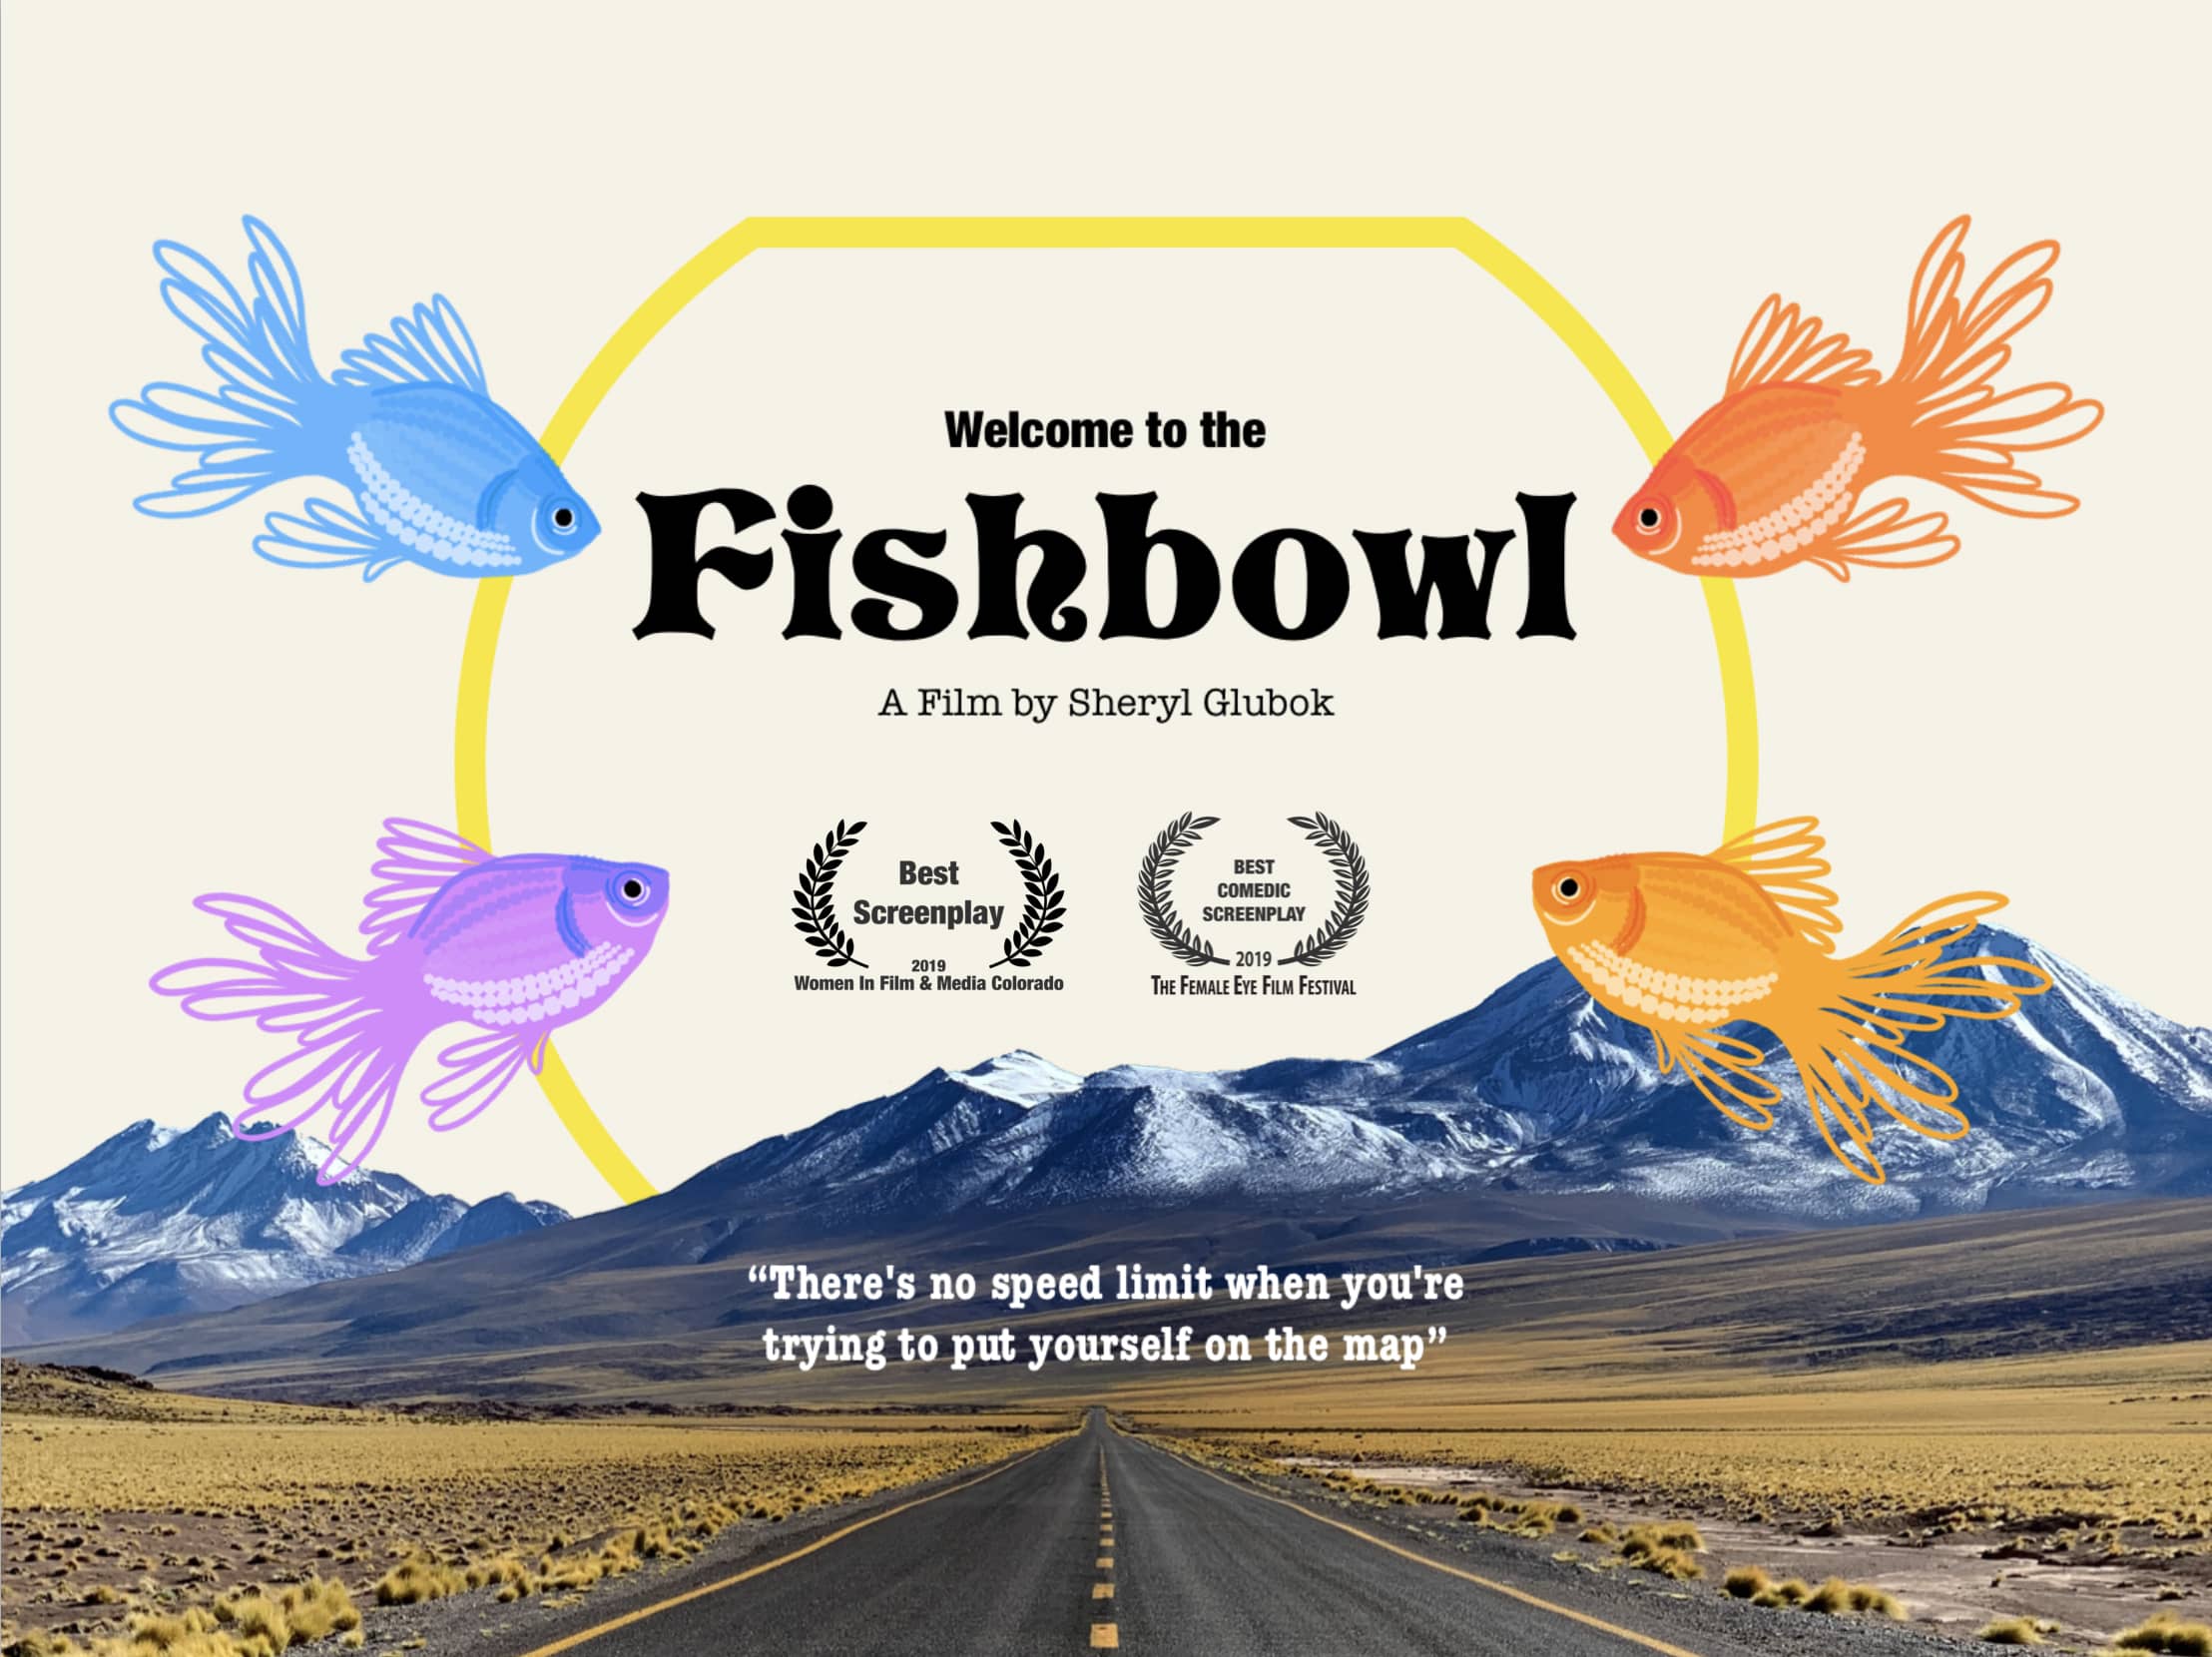 Welcome to the
Fishbowl
A Film by Sheryl Glubok
Best
Screenplay
2019
Women In Film & Media Colorado
BEST
COMEDIC
SCREENPLAY
2019
THE FEMALE EYE FILM FESTIVAL
“There's no speed limit when you're
trying to put yourself on the map”